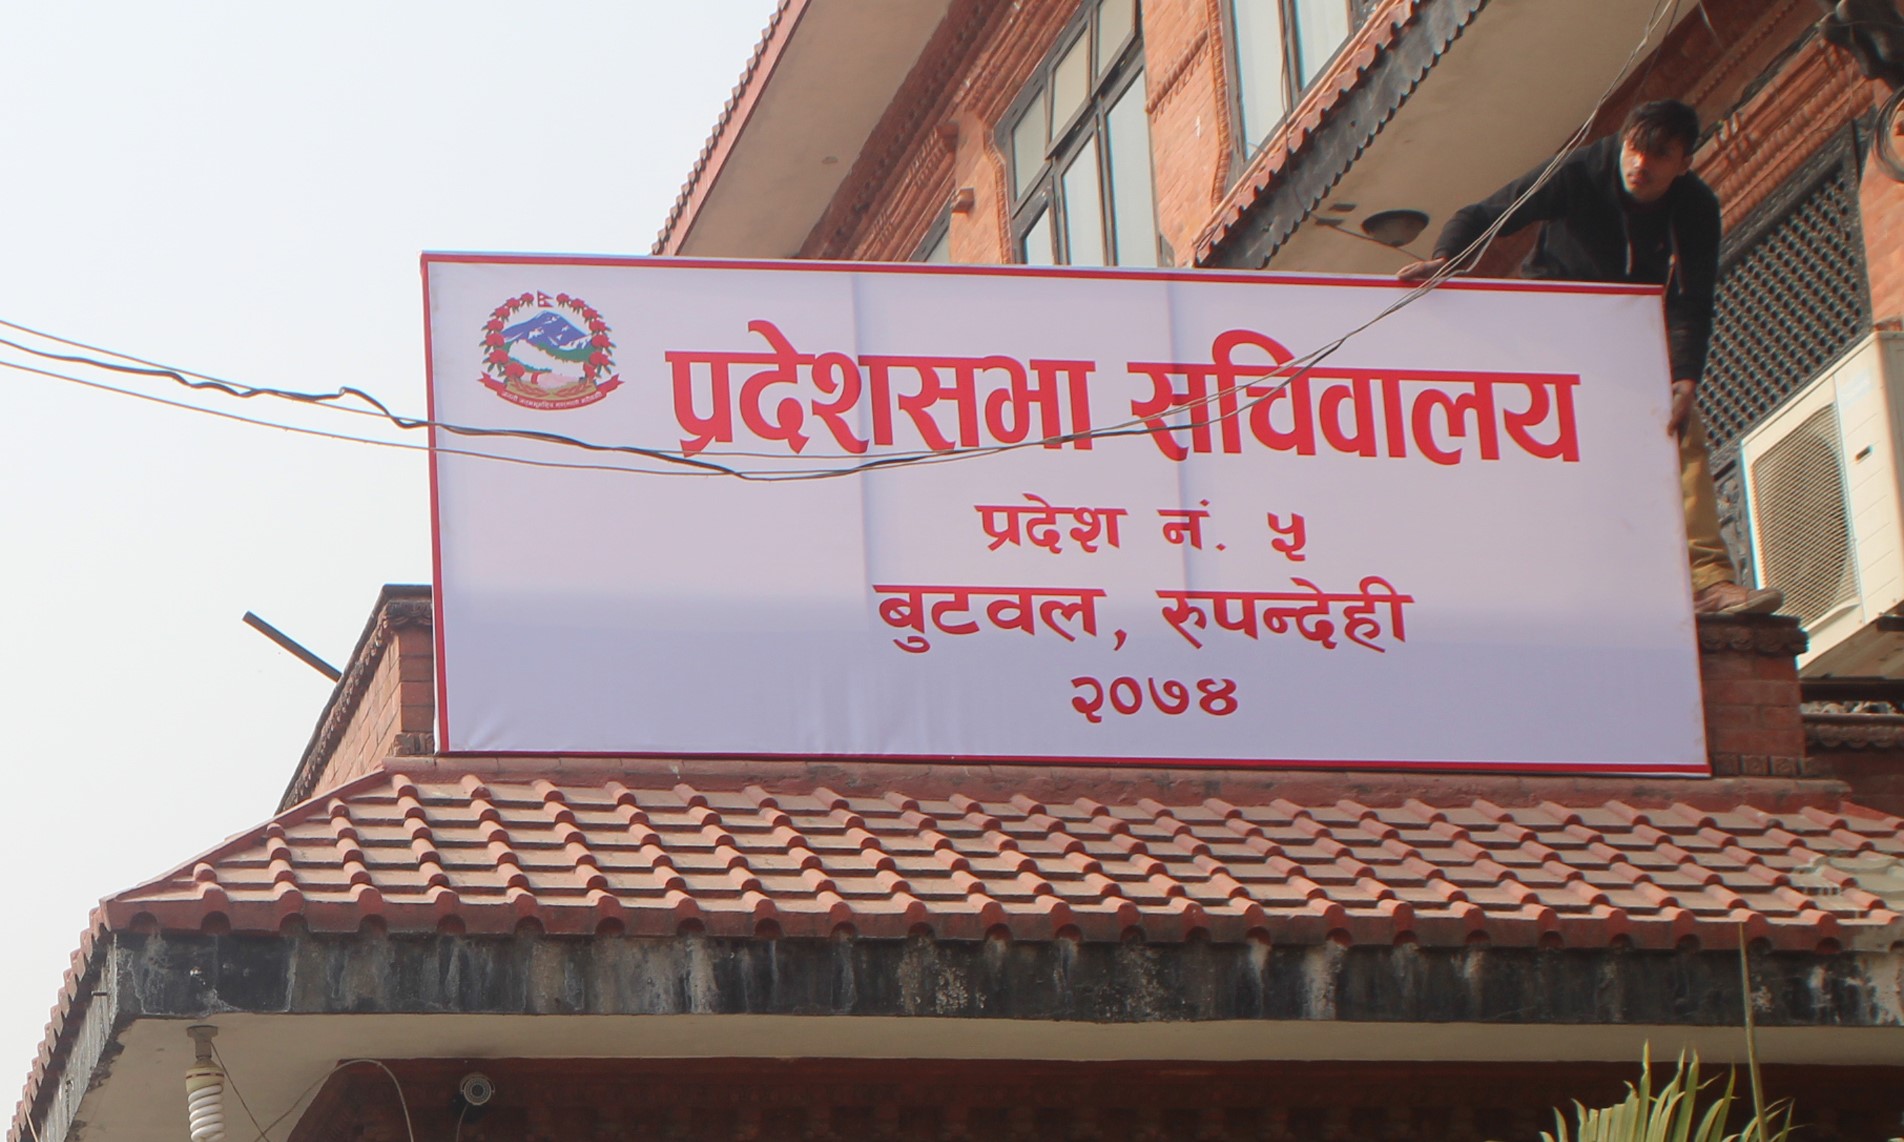 प्रदेशसभा सचिवालय
प्रदेश नं. ५
बुटवल, रुपन्देही
२०७४